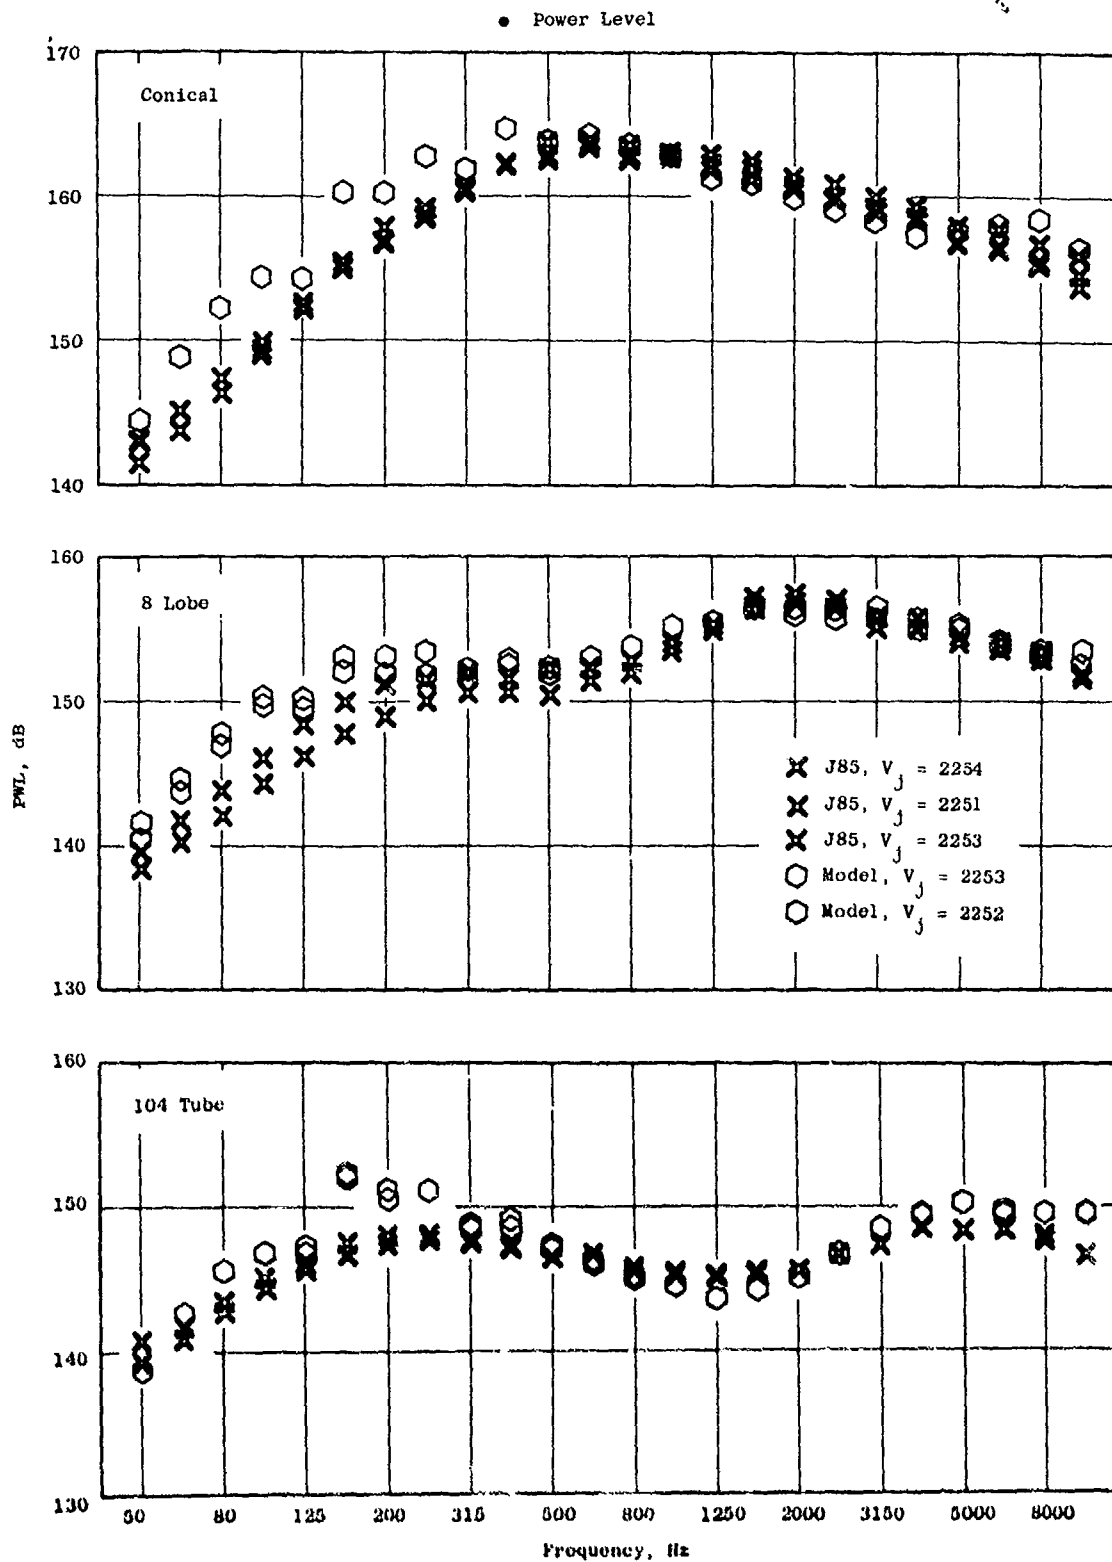 • Power Level
170
Conical
160
150
140
160
8 Lobe
150
PWL, dB
J85, Vj = 2254
J85, Vj = 2251
J85, Vj = 2253
Model, Vj = 2253
Model, Vj = 2252
140
130
160
104 Tube
150
140
130
50 80 125 200 315 500 800 1250 2000 3150 5000 8000
Frequency, Hz